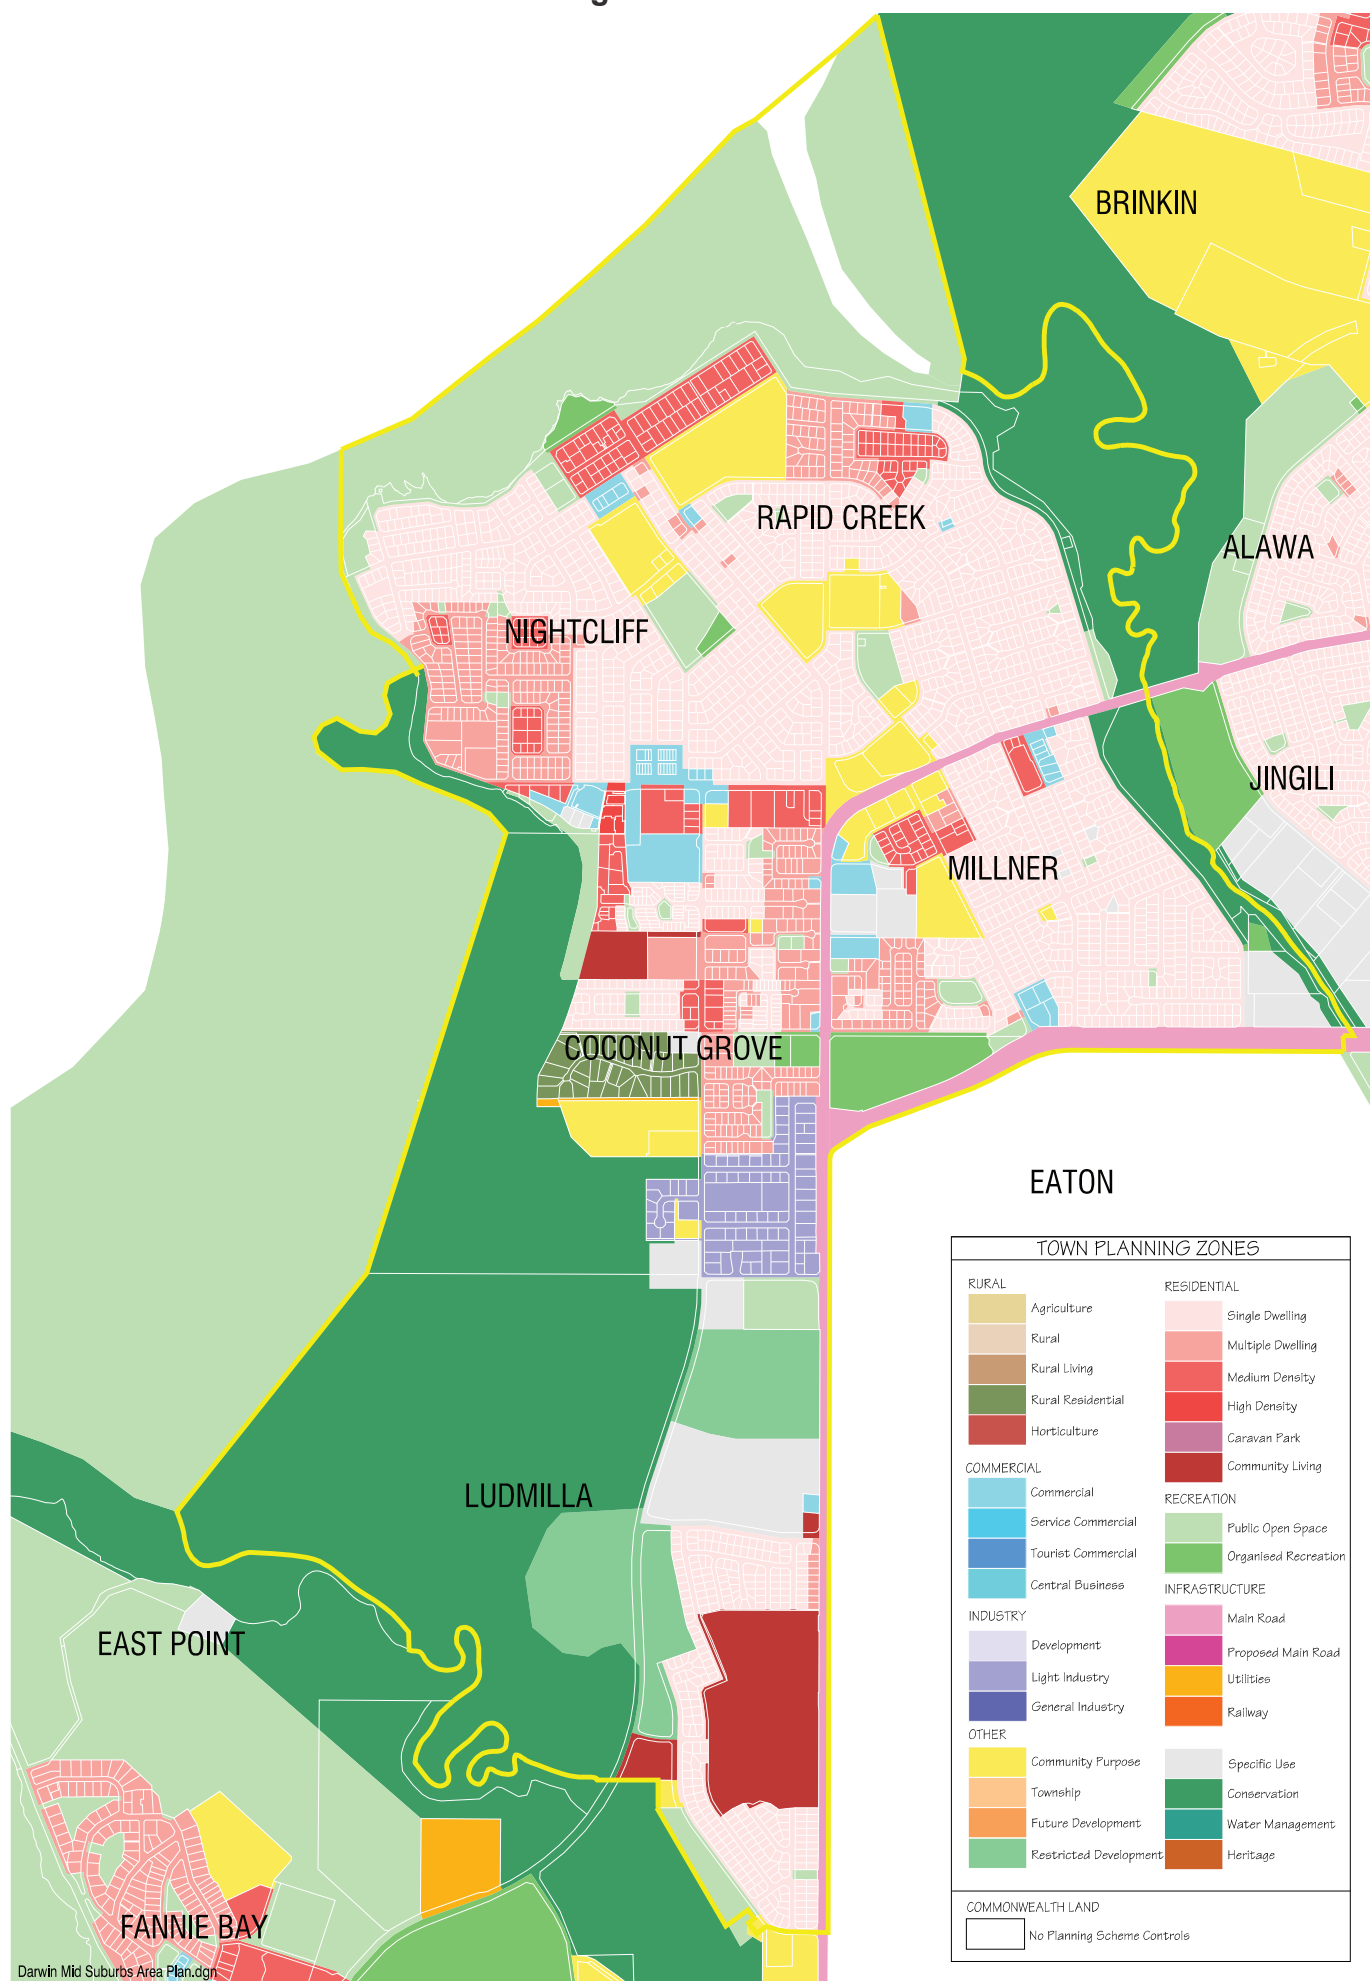 BRINKIN
RAPID CREEK
ALAWA
NIGHTCLIFF
JINGILI
MILLNER
COCONUT GROVE
EATON
LUDMILLA
EAST POINT
FANNIE BAY
TOWN PLANNING ZONES
RURAL
Agriculture
Rural
Rural Living
Rural Residential
Horticulture
COMMERCIAL
Commercial
Service Commercial
Tourist Commercial
Central Business
INDUSTRY
Development
Light Industry
General Industry
OTHER
Community Purpose
Township
Future Development
Restricted Development
RESIDENTIAL
Single Dwelling
Multiple Dwelling
Medium Density
High Density
Caravan Park
Community Living
RECREATION
Public Open Space
Organised Recreation
INFRASTRUCTURE
Main Road
Proposed Main Road
Utilities
Railway
Specific Use
Conservation
Water Management
Heritage
COMMONWEALTH LAND
No Planning Scheme Controls
Darwin Mid Suburbs Area Plan.dgn